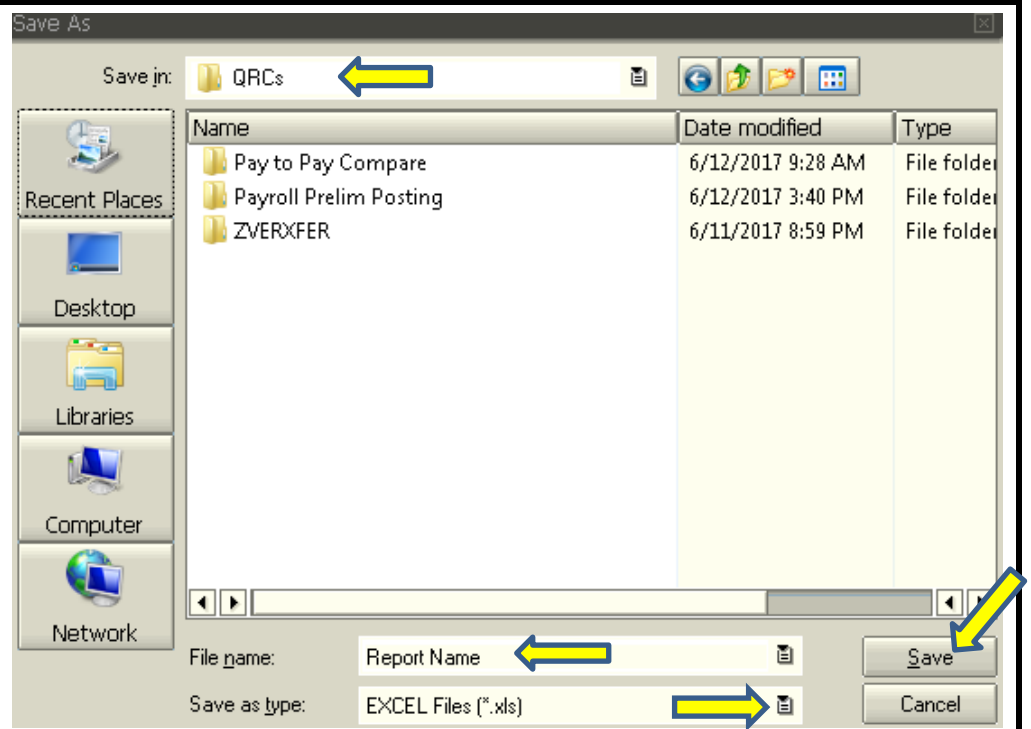 Save As
Save in: QRCs
Name Date modified Type
Pay to Pay Compare 6/12/2017 9:28 AM File folder
Payroll Prelim Posting 6/12/2017 3:40 PM File folder
ZVERXFER 6/11/2017 8:59 PM File folder
Recent Places
Desktop
Libraries
Computer
Network
File name: Report Name Save
Save as type: EXCEL Files (*.xls) Cancel